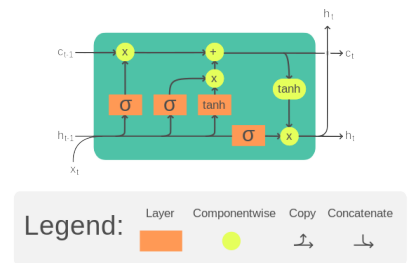 h_t
c_{t-1}
x
+
c_t
x
tanh
σ
σ
tanh
h_{t-1}
σ
x
h_t
x_t
Legend:
Layer
Componentwise
Copy
Concatenate